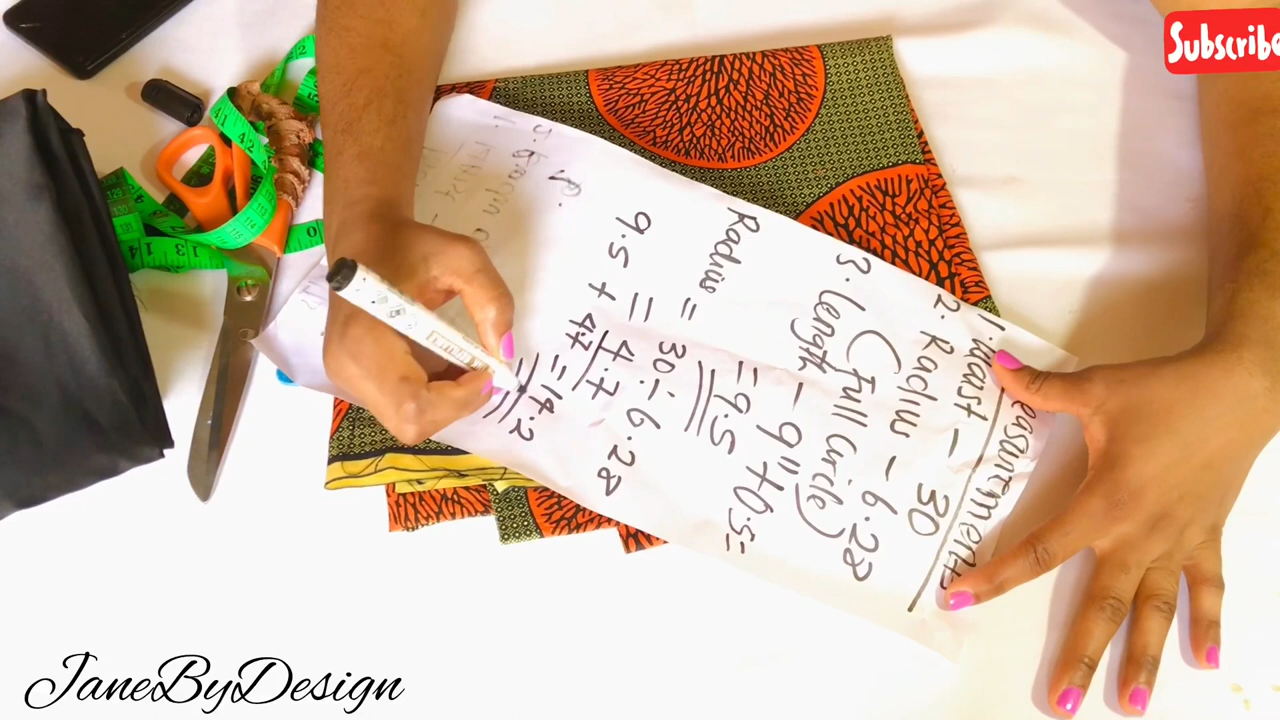 Subscribe
Measurements
1. Waist - 30
2. Radius - 6.28
(full circle)
3. length - 9" + 0.5 =
= 9.5
Radius = 30 ÷ 6.28
= 4.7
9.5 + 4.7 = 14.2
JaneByDesign